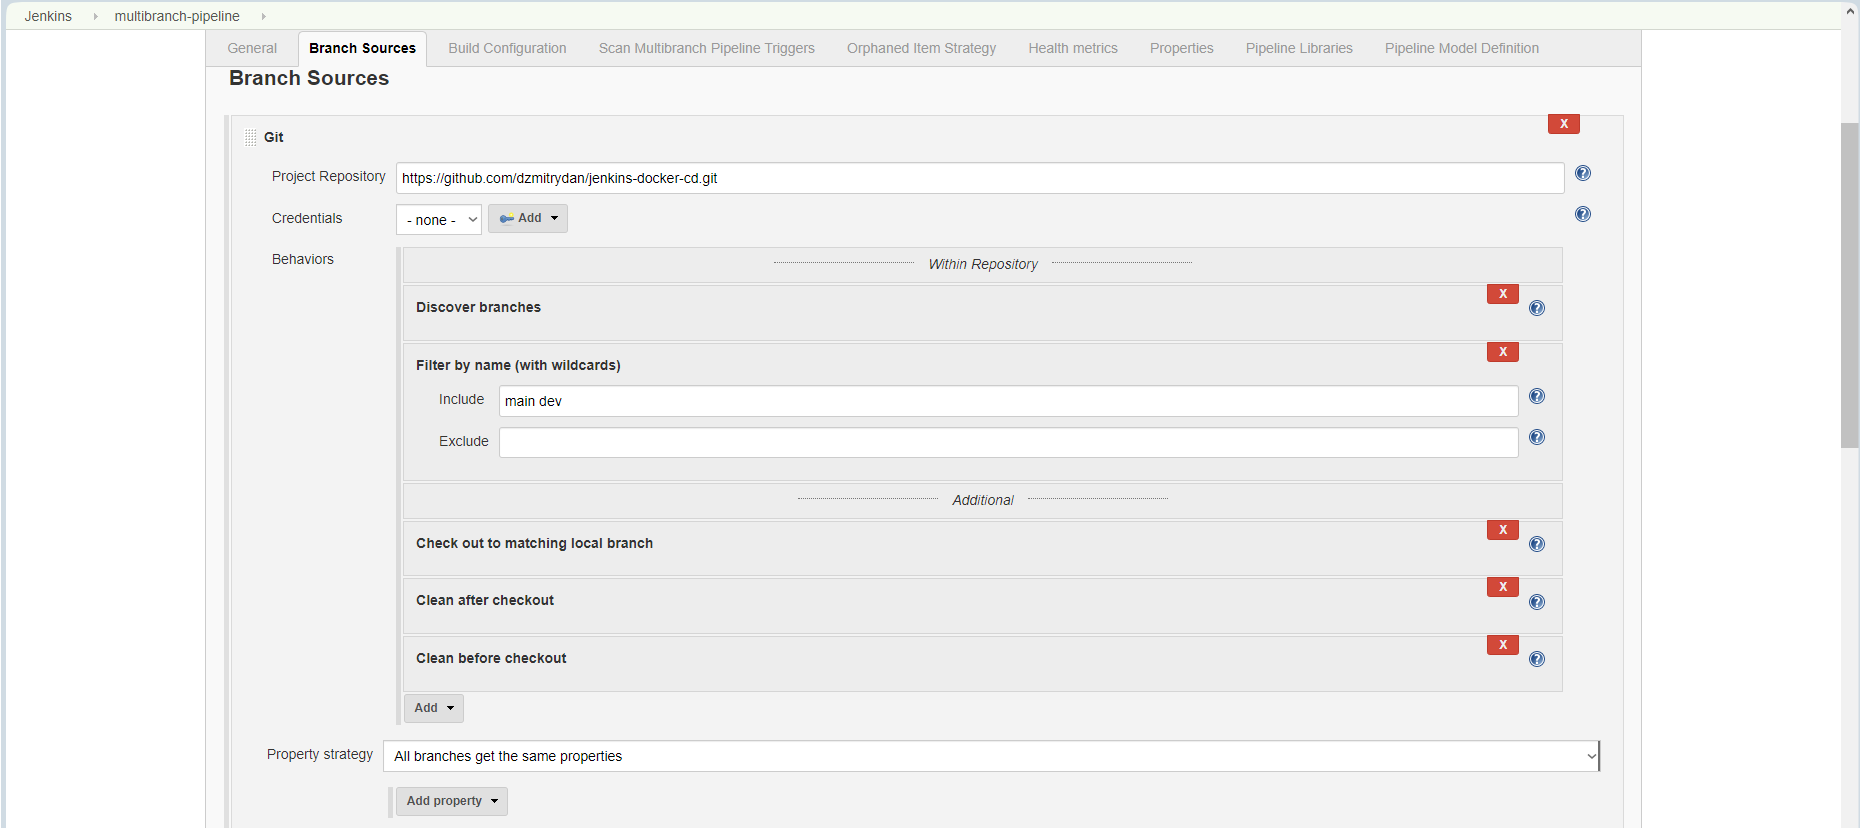 Jenkins multibranch-pipeline
General Branch Sources Build Configuration Scan Multibranch Pipeline Triggers Orphaned Item Strategy Health metrics Properties Pipeline Libraries Pipeline Model Definition
Branch Sources
X
Git
Project Repository https://github.com/dzmitrydan/jenkins-docker-cd.git ?
Credentials - none - Add ?
Behaviors
Within Repository
Discover branches X ?
Filter by name (with wildcards) X
Include main dev ?
Exclude ?
Additional
Check out to matching local branch X ?
Clean after checkout X ?
Clean before checkout X ?
Add
Property strategy All branches get the same properties
Add property